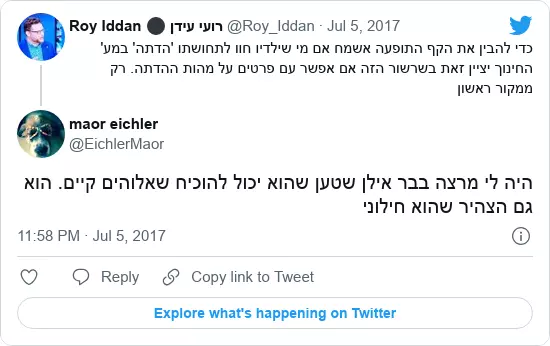 Roy Iddan ⚫ רועי עידן @Roy_Iddan · Jul 5, 2017
כדי להבין את הקף התופעה אשמח אם מי שילדיו חוו לתחושתו 'הדתה' במע'
החינוך יציין זאת בשרשור הזה אם אפשר עם פרטים על מהות ההדתה. רק
ממקור ראשון
maor eichler
@EichlerMaor
היה לי מרצה בבר אילן שטען שהוא יכול להוכיח שאלוהים קיים. הוא
גם הצהיר שהוא חילוני
11:58 PM · Jul 5, 2017
Reply Copy link to Tweet
Explore what's happening on Twitter